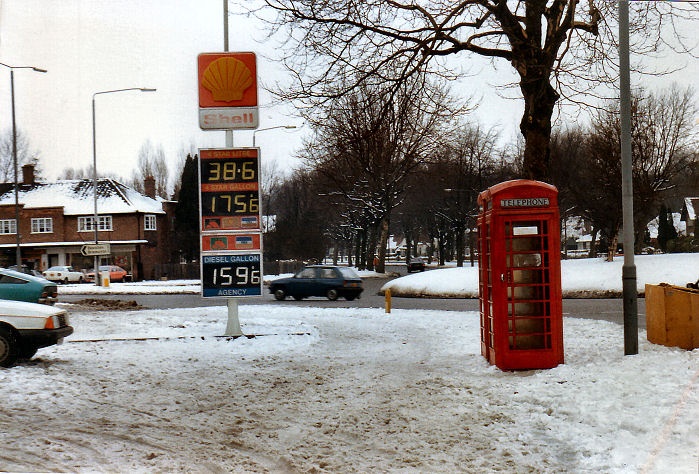 Shell
4 STAR LITRE
38·6
4 STAR GALLON
175·6
DIESEL GALLON
159·6
AGENCY
TELEPHONE